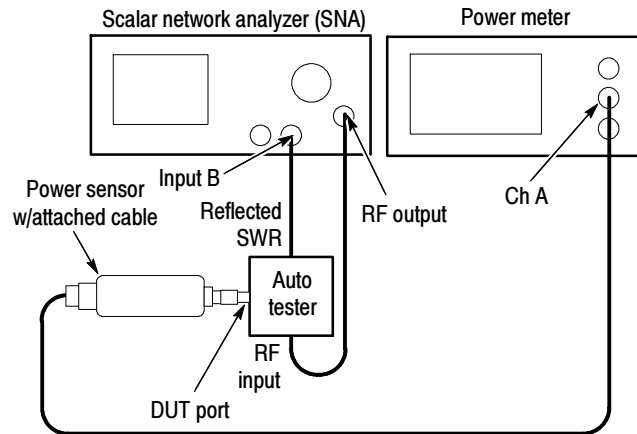 Scalar network analyzer (SNA)
Power meter
Input B
RF output
Ch A
Power sensor
w/attached cable
Reflected
SWR
Auto
tester
RF
input
DUT port